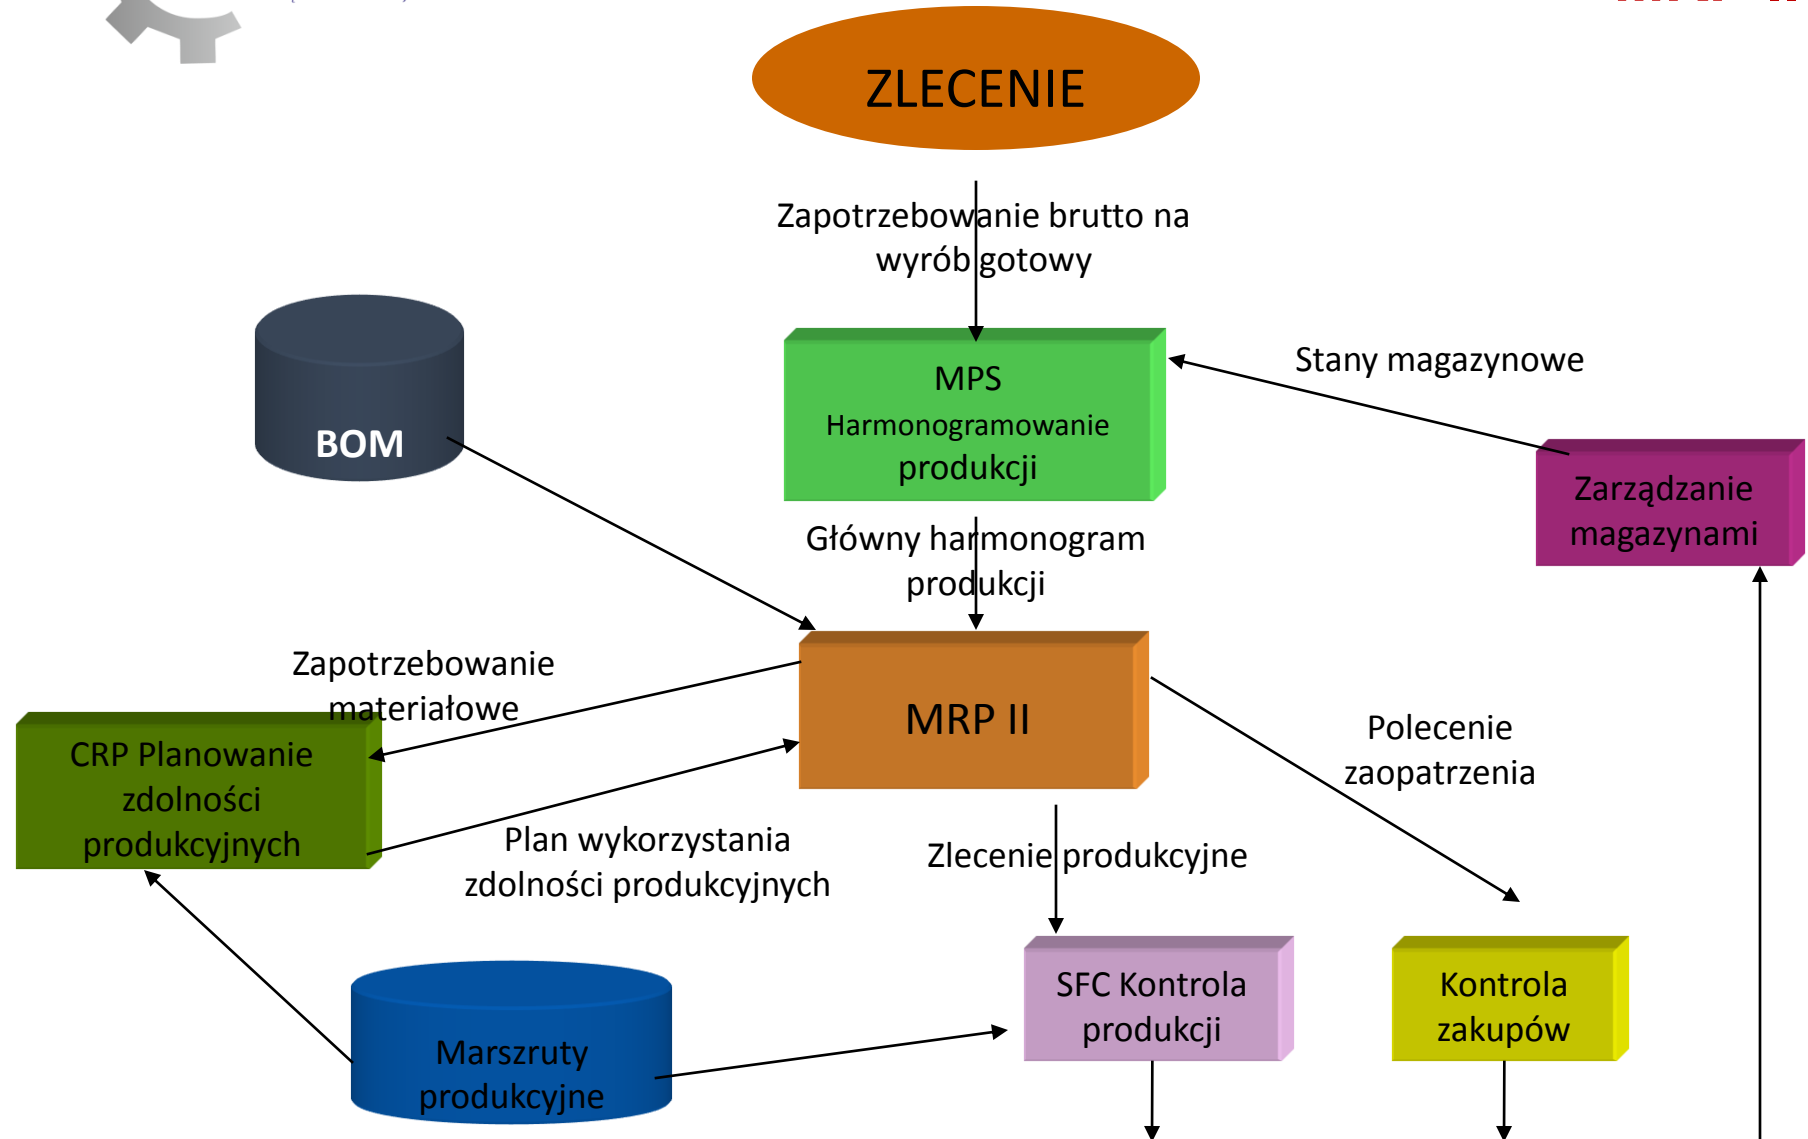 ZLECENIE
Zapotrzebowanie brutto na
wyrób gotowy
BOM
MPS
Harmonogramowanie
produkcji
Stany magazynowe
Zarządzanie
magazynami
Główny harmonogram
produkcji
Zapotrzebowanie
materiałowe
MRP II
CRP Planowanie
zdolności
produkcyjnych
Polecenie
zaopatrzenia
Plan wykorzystania
zdolności produkcyjnych
Zlecenie produkcyjne
SFC Kontrola
produkcji
Kontrola
zakupów
Marszruty
produkcyjne